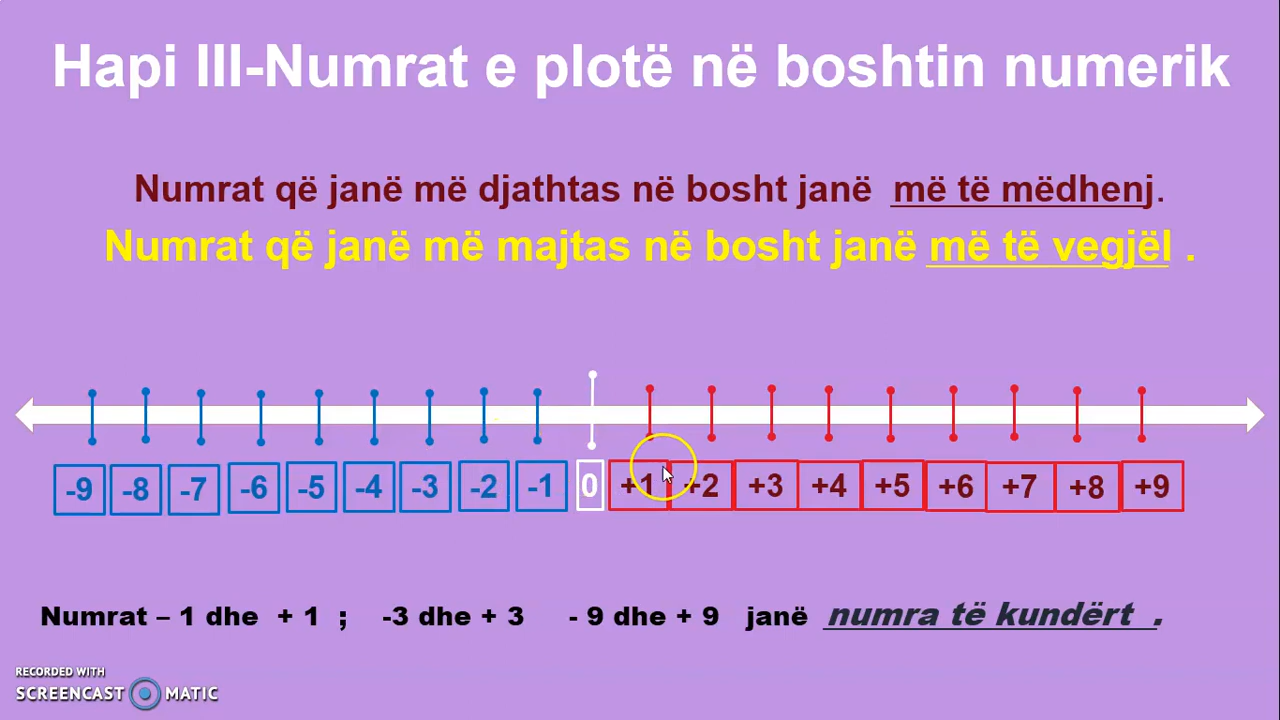 Hapi III-Numrat e plotë në boshtin numerik
Numrat që janë më djathtas në bosht janë më të mëdhenj.
Numrat që janë më majtas në bosht janë më të vegjël .
-9 -8 -7 -6 -5 -4 -3 -2 -1 0 +1 +2 +3 +4 +5 +6 +7 +8 +9
Numrat – 1 dhe + 1 ; -3 dhe + 3 - 9 dhe + 9 janë numra të kundërt .
RECORDED WITH
SCREENCAST MATIC